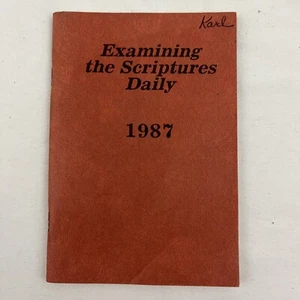 Karl
Examining
the Scriptures
Daily
1987